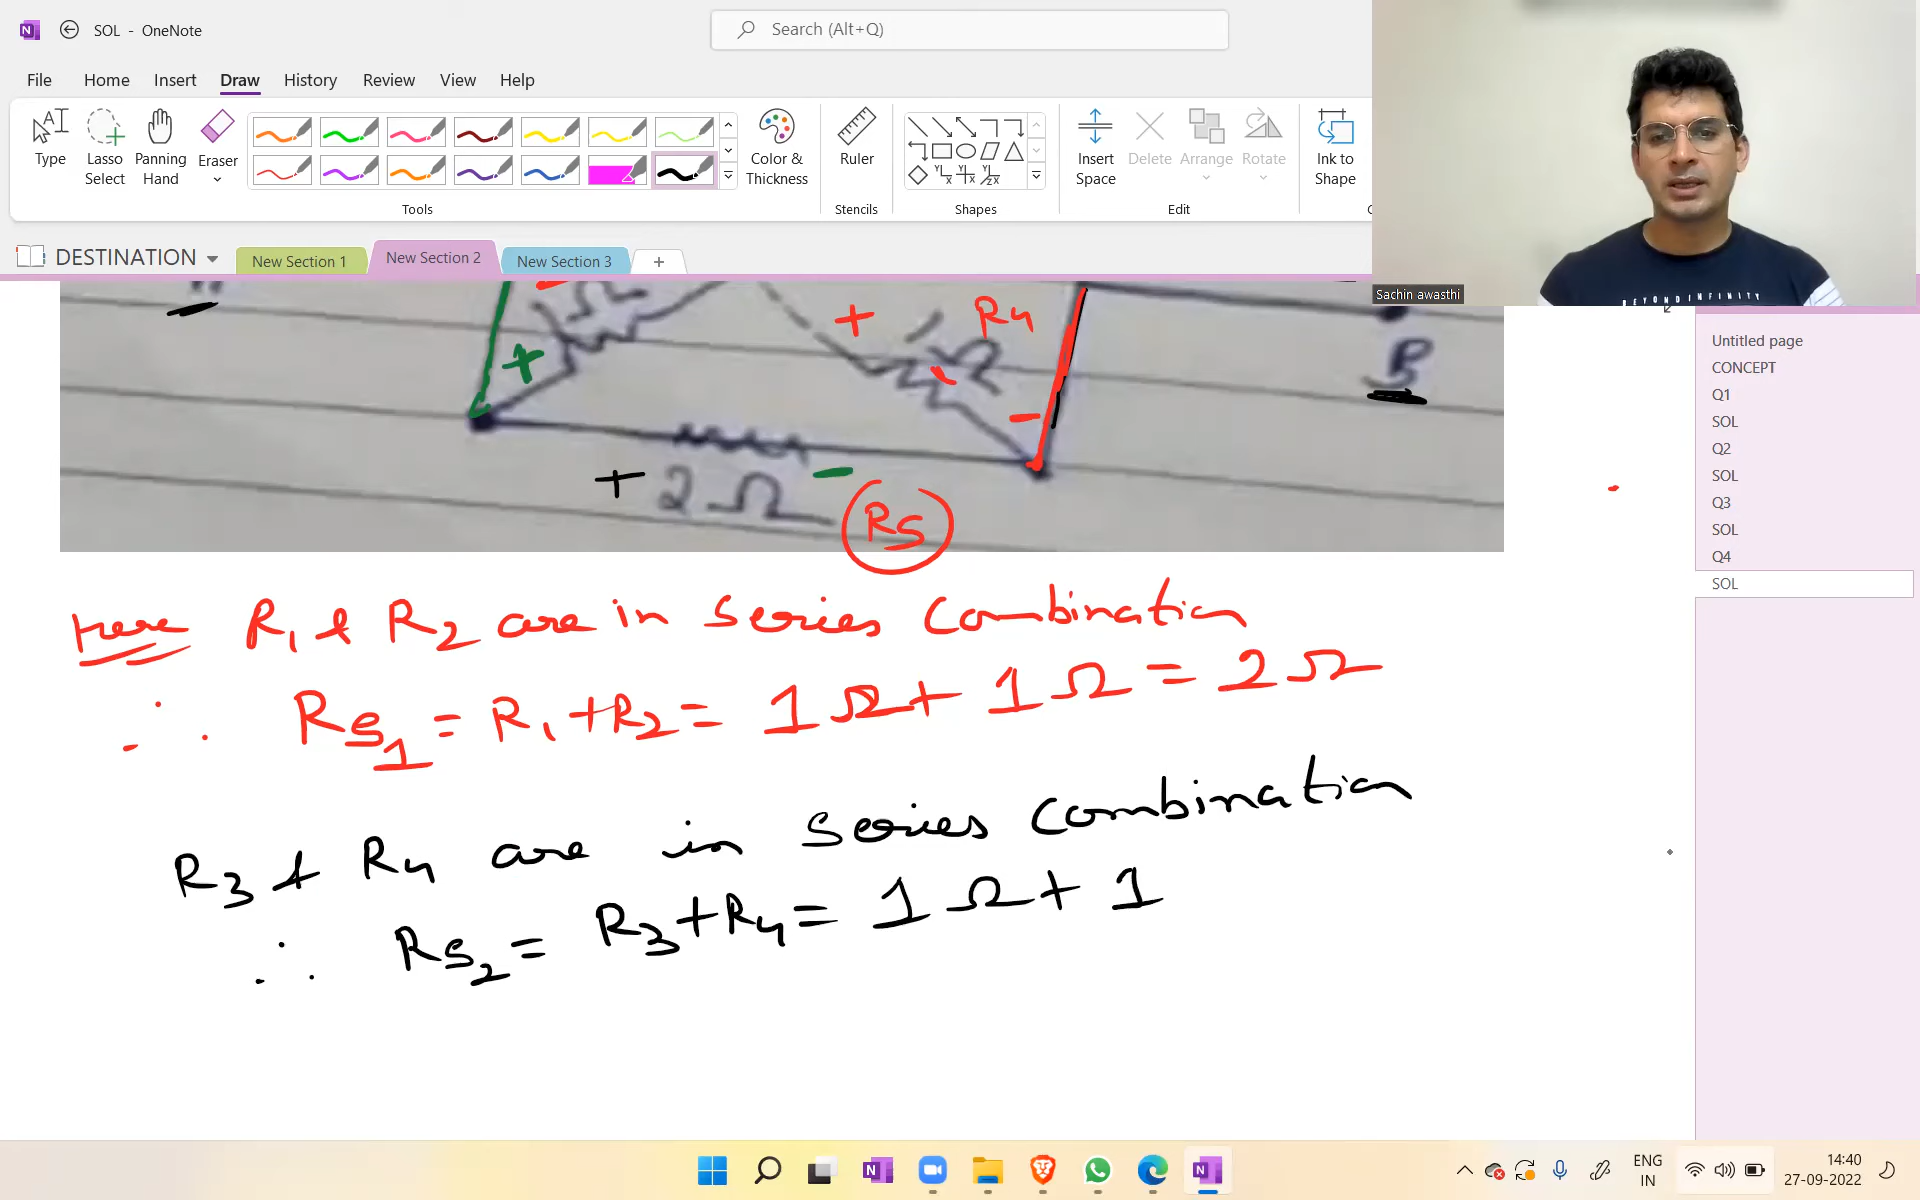 SOL - OneNote
Search (Alt+Q)
File Home Insert Draw History Review View Help
Type
Lasso Select
Panning Hand
Eraser
Color & Thickness
Ruler
Insert Space
Delete
Arrange
Rotate
Ink to Shape
Tools
Stencils
Shapes
Edit
DESTINATION
New Section 1
New Section 2
New Section 3
+
BEYOND INFINITY
Sachin awasthi
Untitled page
CONCEPT
Q1
SOL
Q2
SOL
Q3
SOL
Q4
SOL
+ R4
1Ω
+
-
B
+ 2Ω -
R5
Here R1 & R2 are in series combination
∴ RS1 = R1+R2 = 1Ω + 1Ω = 2Ω
R3 & R4 are in series combination
∴ RS2 = R3+R4 = 1Ω + 1
ENG
IN
14:40
27-09-2022